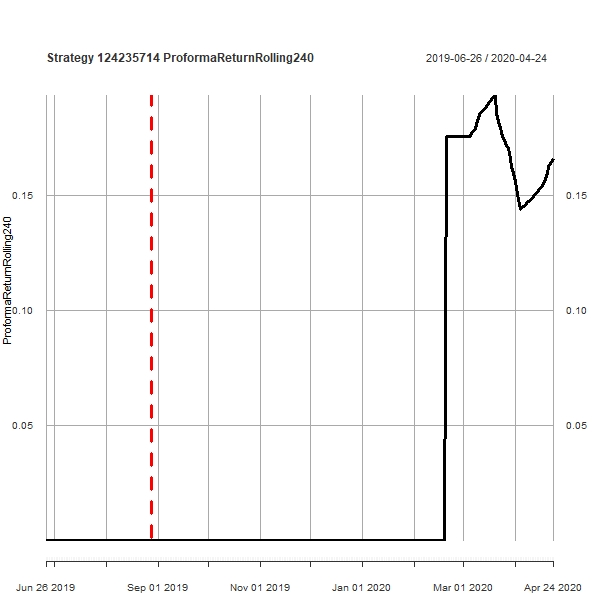 Strategy 124235714 ProformaReturnRolling240 2019-06-26 / 2020-04-24
ProformaReturnRolling240
0.15 0.15
0.10 0.10
0.05 0.05
Jun 26 2019 Sep 01 2019 Nov 01 2019 Jan 01 2020 Mar 01 2020 Apr 24 2020